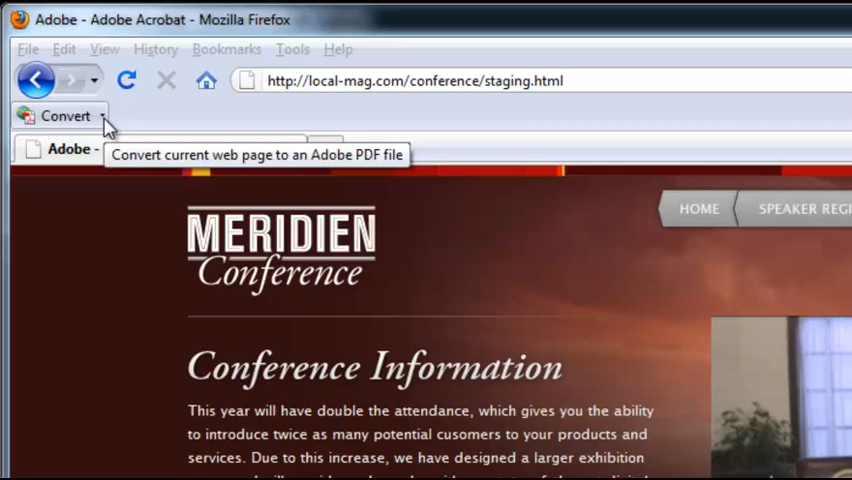 Adobe - Adobe Acrobat - Mozilla Firefox
File Edit View History Bookmarks Tools Help
http://local-mag.com/conference/staging.html
Convert
Adobe -
Convert current web page to an Adobe PDF file
HOME SPEAKER REGI
MERIDIEN
Conference
Conference Information
This year will have double the attendance, which gives you the ability
to introduce twice as many potential cusomers to your products and
services. Due to this increase, we have designed a larger exhibition